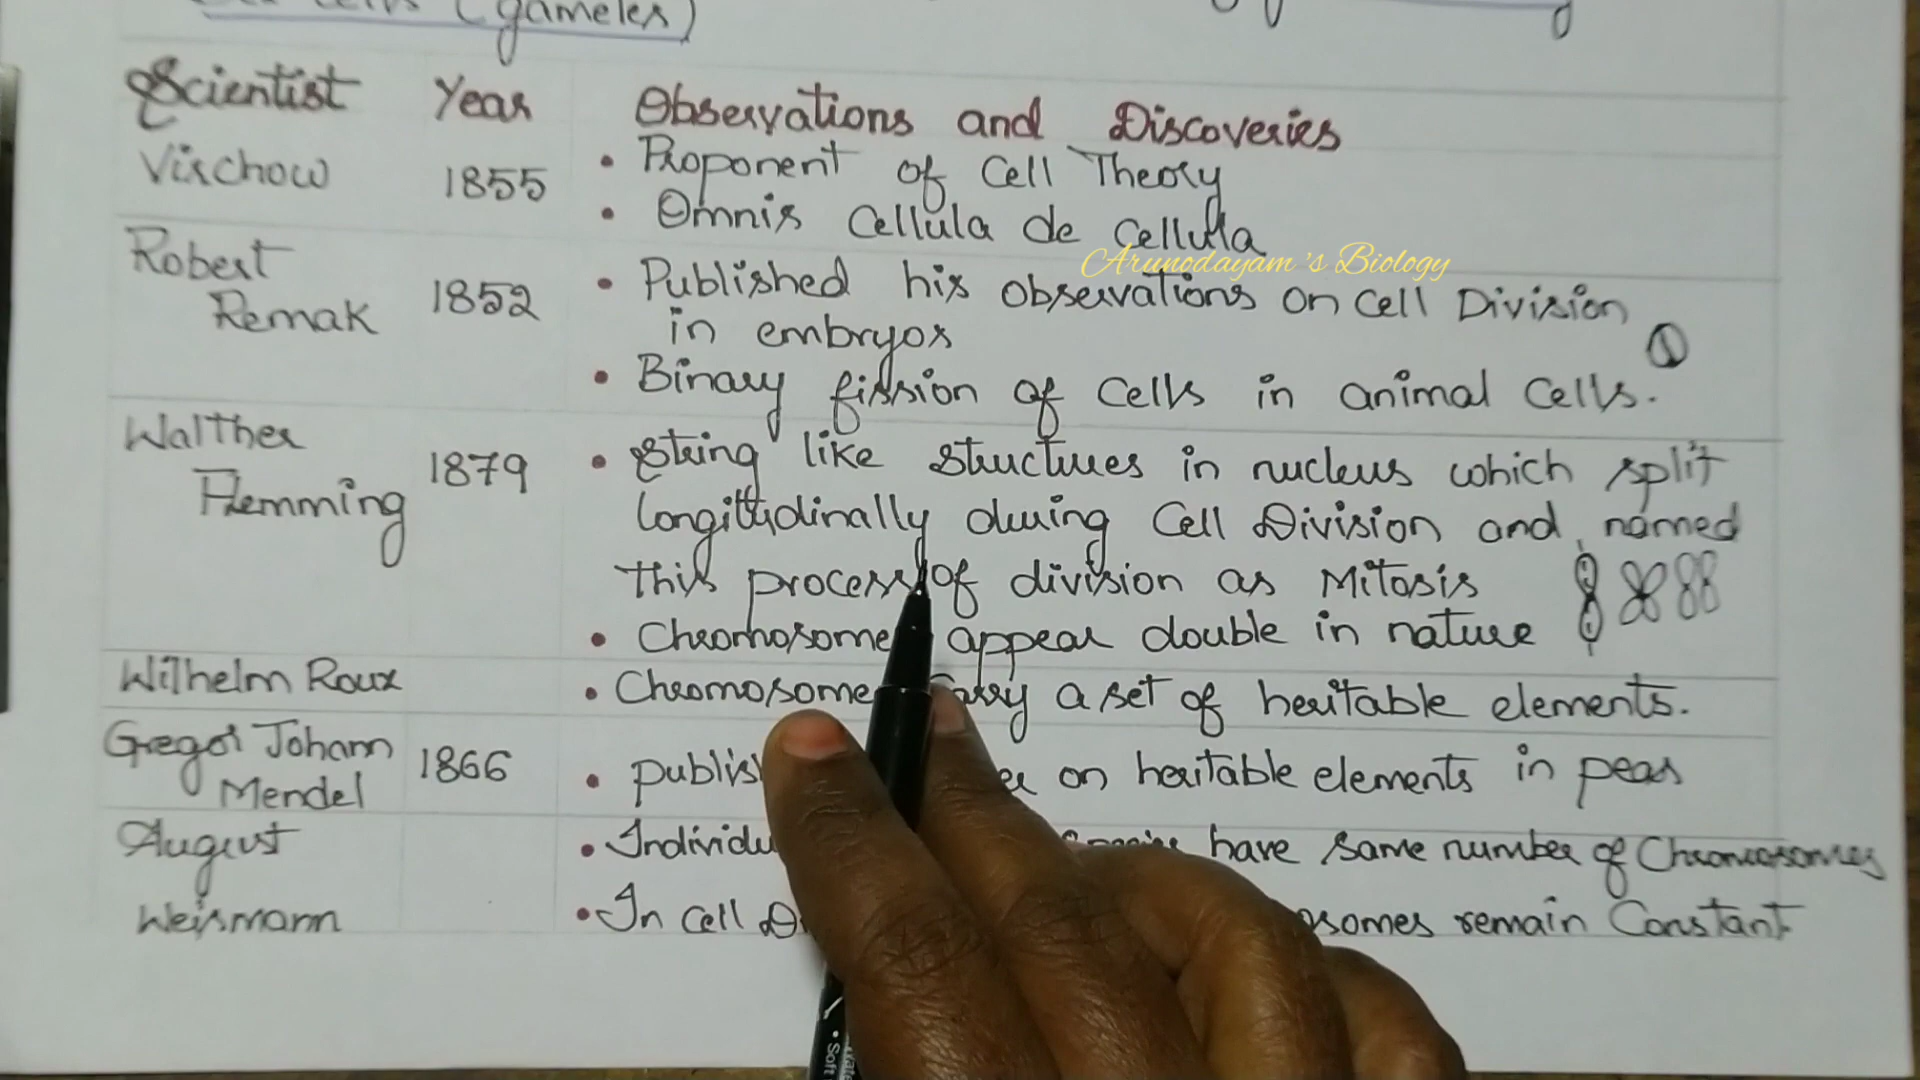 (gametes)
Scientist Year Observations and Discoveries
Virchow 1855 • Proponent of Cell Theory
• Omnis Cellula de Cellula
Arunodayam's Biology
Robert Remak 1852 • Published his observations on Cell Division
in embryos
• Binary fission of Cells in animal Cells.
Walther Flemming 1879 • String like structures in nucleus which split
longitudinally during Cell Division and named
this process of division as Mitosis
• Chromosomes appear double in nature
Wilhelm Roux • Chromosomes Carry a set of heritable elements.
Gregor Johann Mendel 1866 • on heritable elements in peas
August • have same number of Chromosomes
Weismann • In Cell remain Constant
Soft